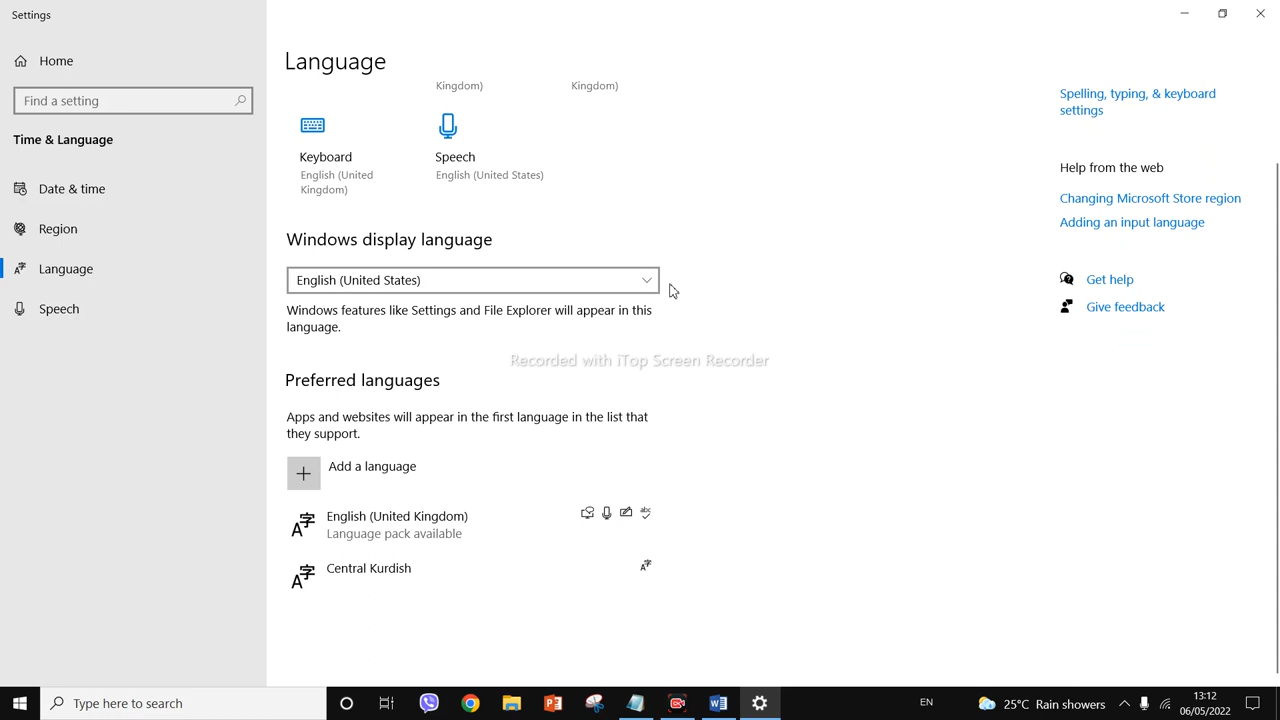 Settings
Home
Find a setting
Time & Language
Date & time
Region
Language
Speech
Language
Kingdom)
Kingdom)
Keyboard
English (United
Kingdom)
Speech
English (United States)
Windows display language
English (United States)
Windows features like Settings and File Explorer will appear in this
language.
Recorded with iTop Screen Recorder
Preferred languages
Apps and websites will appear in the first language in the list that
they support.
Add a language
English (United Kingdom)
Language pack available
Central Kurdish
Spelling, typing, & keyboard
settings
Help from the web
Changing Microsoft Store region
Adding an input language
Get help
Give feedback
Type here to search
EN
25°C Rain showers
13:12
06/05/2022